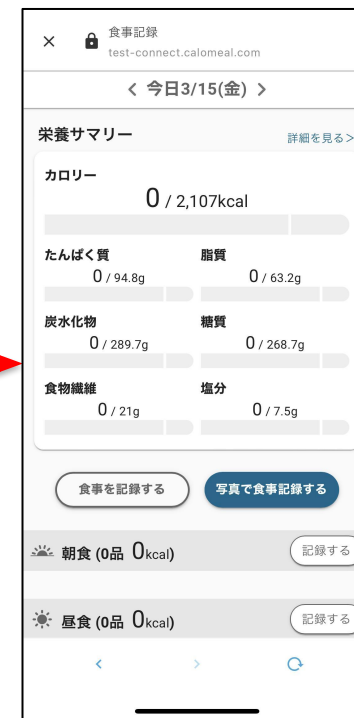 食事記録
test-connect.calomeal.com
< 今日3/15(金) >
栄養サマリー 詳細を見る>
カロリー
0 / 2,107kcal
たんぱく質 脂質
0 / 94.8g 0 / 63.2g
炭水化物 糖質
0 / 289.7g 0 / 268.7g
食物繊維 塩分
0 / 21g 0 / 7.5g
食事を記録する 写真で食事記録する
朝食 (0品 0kcal) 記録する
昼食 (0品 0kcal) 記録する